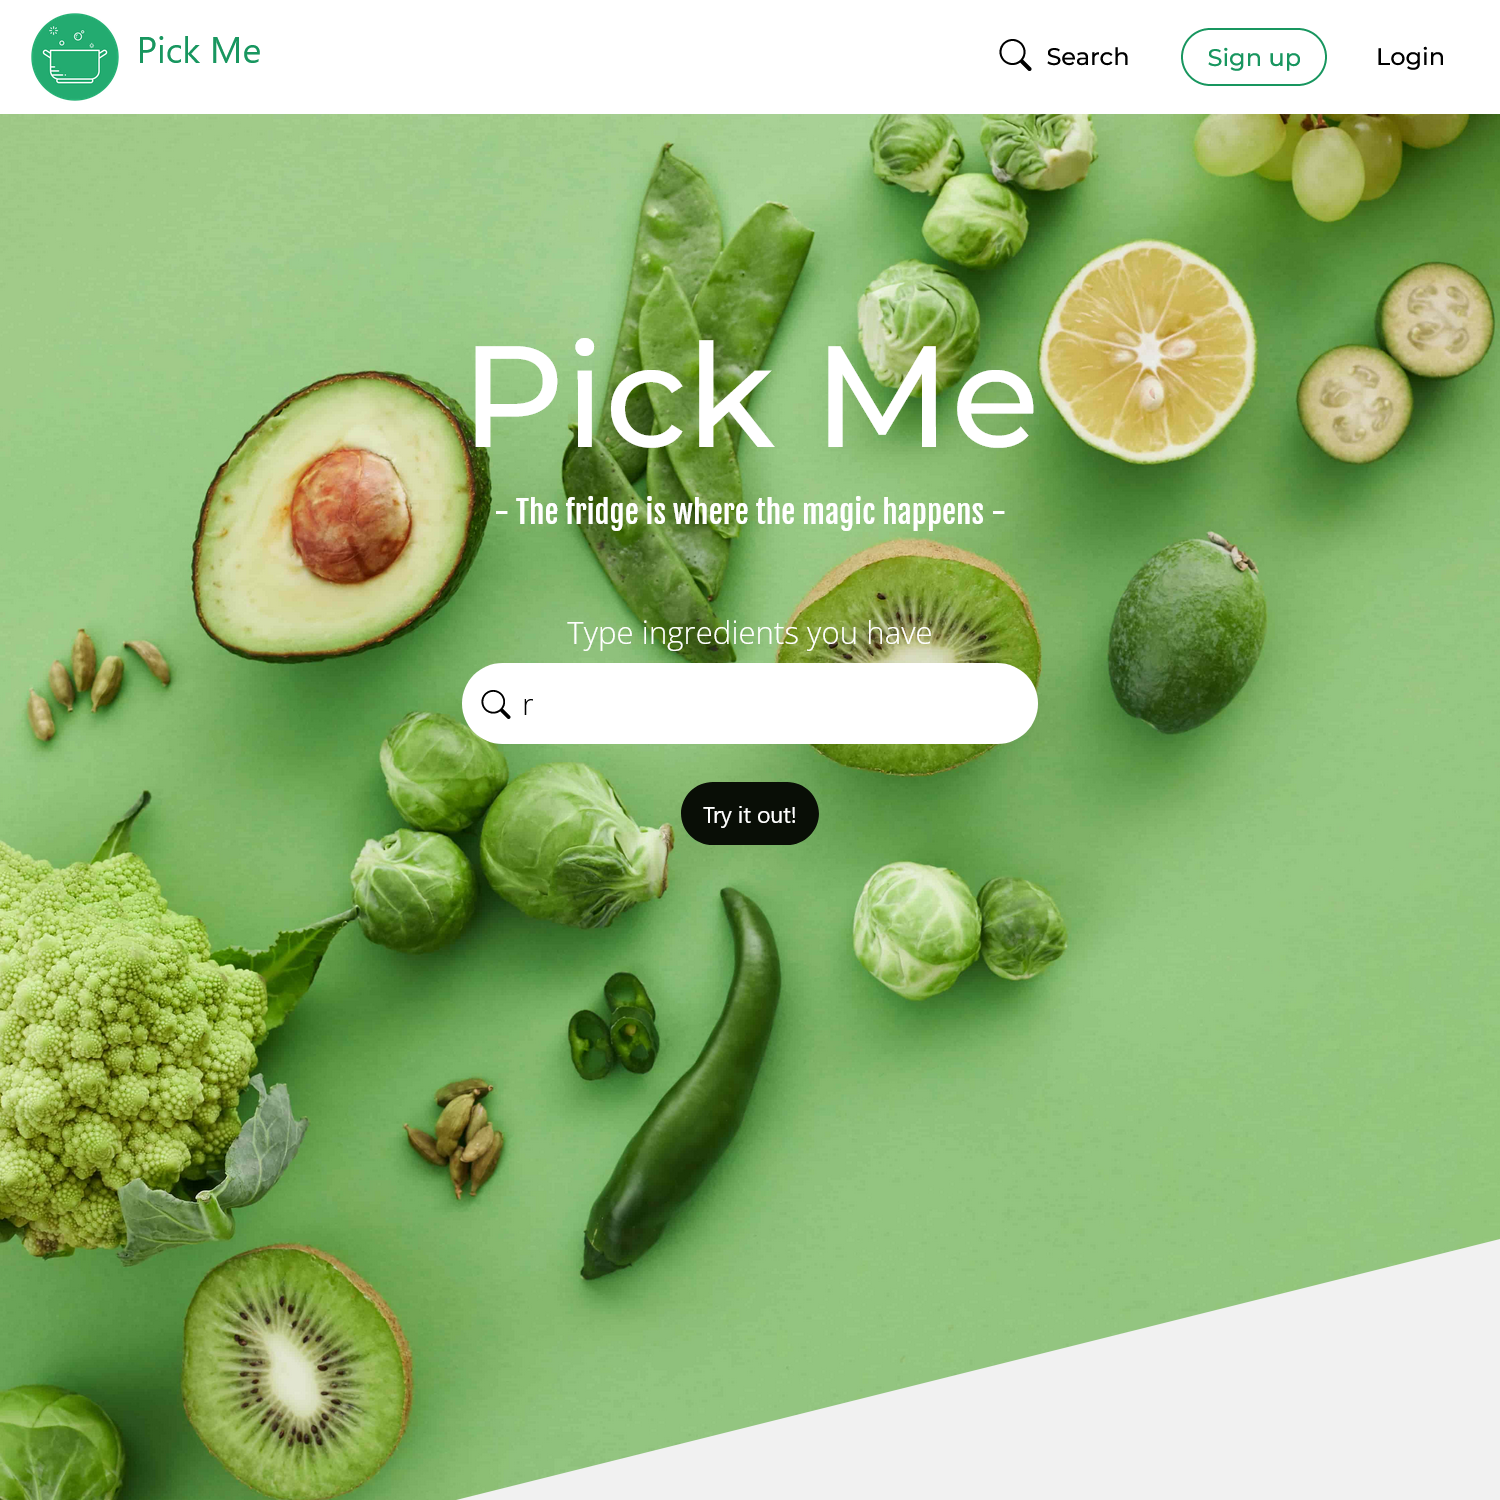 Pick Me
Search
Sign up
Login
Pick Me
- The fridge is where the magic happens -
Type ingredients you have
r
Try it out!